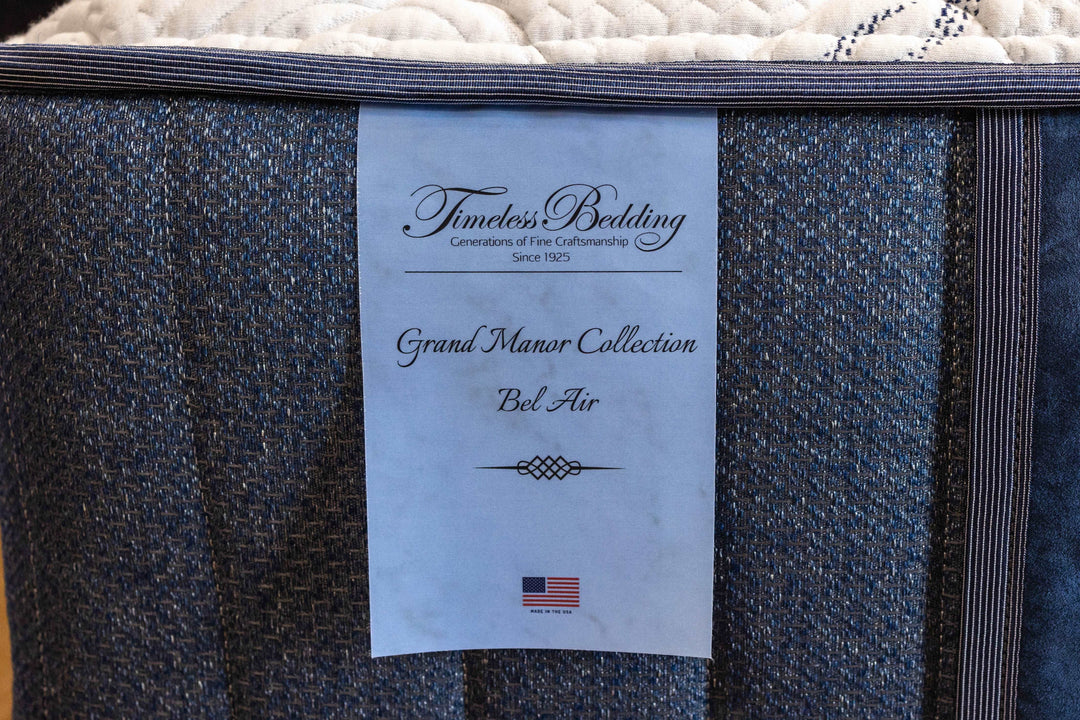 Timeless Bedding
Generations of Fine Craftsmanship
Since 1925
Grand Manor Collection
Bel Air
MADE IN THE USA